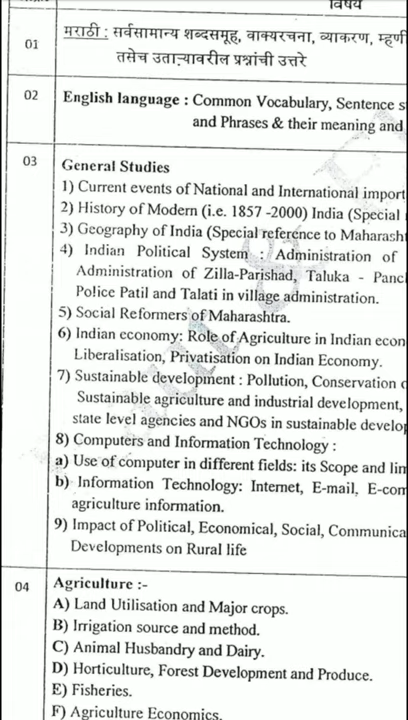 विषय
01
मराठी : सर्वसामान्य शब्दसमूह, वाक्यरचना, व्याकरण, म्हणी
तसेच उताऱ्यावरील प्रश्नांची उत्तरे
02
English language : Common Vocabulary, Sentence s
and Phrases & their meaning and
03
General Studies
1) Current events of National and International import
2) History of Modern (i.e. 1857 -2000) India (Special
3) Geography of India (Special reference to Maharasht
4) Indian Political System : Administration of
Administration of Zilla-Parishad, Taluka - Panc
Police Patil and Talati in village administration.
5) Social Reformers of Maharashtra.
6) Indian economy: Role of Agriculture in Indian econ
Liberalisation, Privatisation on Indian Economy.
7) Sustainable development : Pollution, Conservation
Sustainable agriculture and industrial development,
state level agencies and NGOs in sustainable develop
8) Computers and Information Technology :
a) Use of computer in different fields: its Scope and lim
b) Information Technology: Internet, E-mail, E-com
agriculture information.
9) Impact of Political, Economical, Social, Communica
Developments on Rural life
04
Agriculture :-
A) Land Utilisation and Major crops.
B) Irrigation source and method.
C) Animal Husbandry and Dairy.
D) Horticulture, Forest Development and Produce.
E) Fisheries.
F) Agriculture Economics.